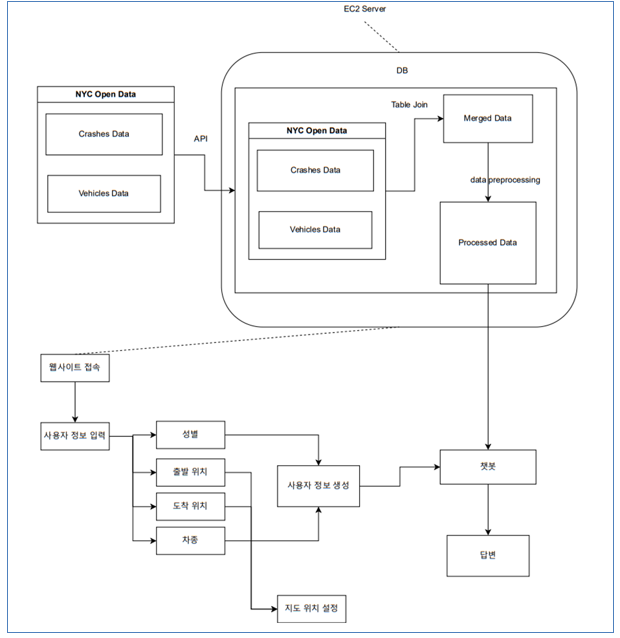 EC2 Server
DB
NYC Open Data
Crashes Data
Vehicles Data
API
NYC Open Data
Crashes Data
Vehicles Data
Table Join
Merged Data
data preprocessing
Processed Data
웹사이트 접속
사용자 정보 입력
성별
출발 위치
도착 위치
차종
사용자 정보 생성
지도 위치 설정
챗봇
답변